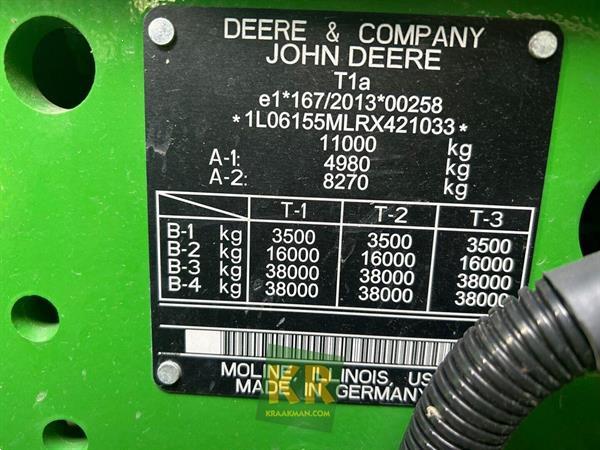 DEERE & COMPANY
JOHN DEERE
T1a
e1*167/2013*00258
*1L06155MLRX421033*
11000 kg
A-1: 4980 kg
A-2: 8270 kg
T-1 T-2 T-3
B-1 kg 3500 3500 3500
B-2 kg 16000 16000 16000
B-3 kg 38000 38000 38000
B-4 kg 38000 38000 38000
MOLINE, ILLINOIS, US
MADE IN GERMANY
KR
KRAAKMAN.COM